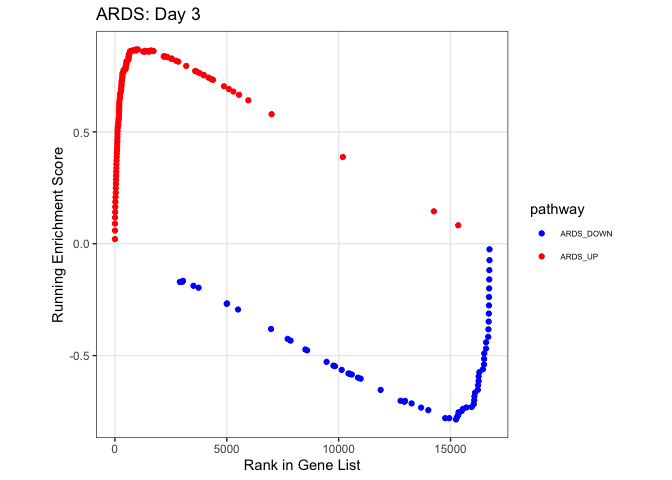 ARDS: Day 3
Running Enrichment Score
0.5
0.0
-0.5
0
5000
10000
15000
Rank in Gene List
pathway
ARDS_DOWN
ARDS_UP